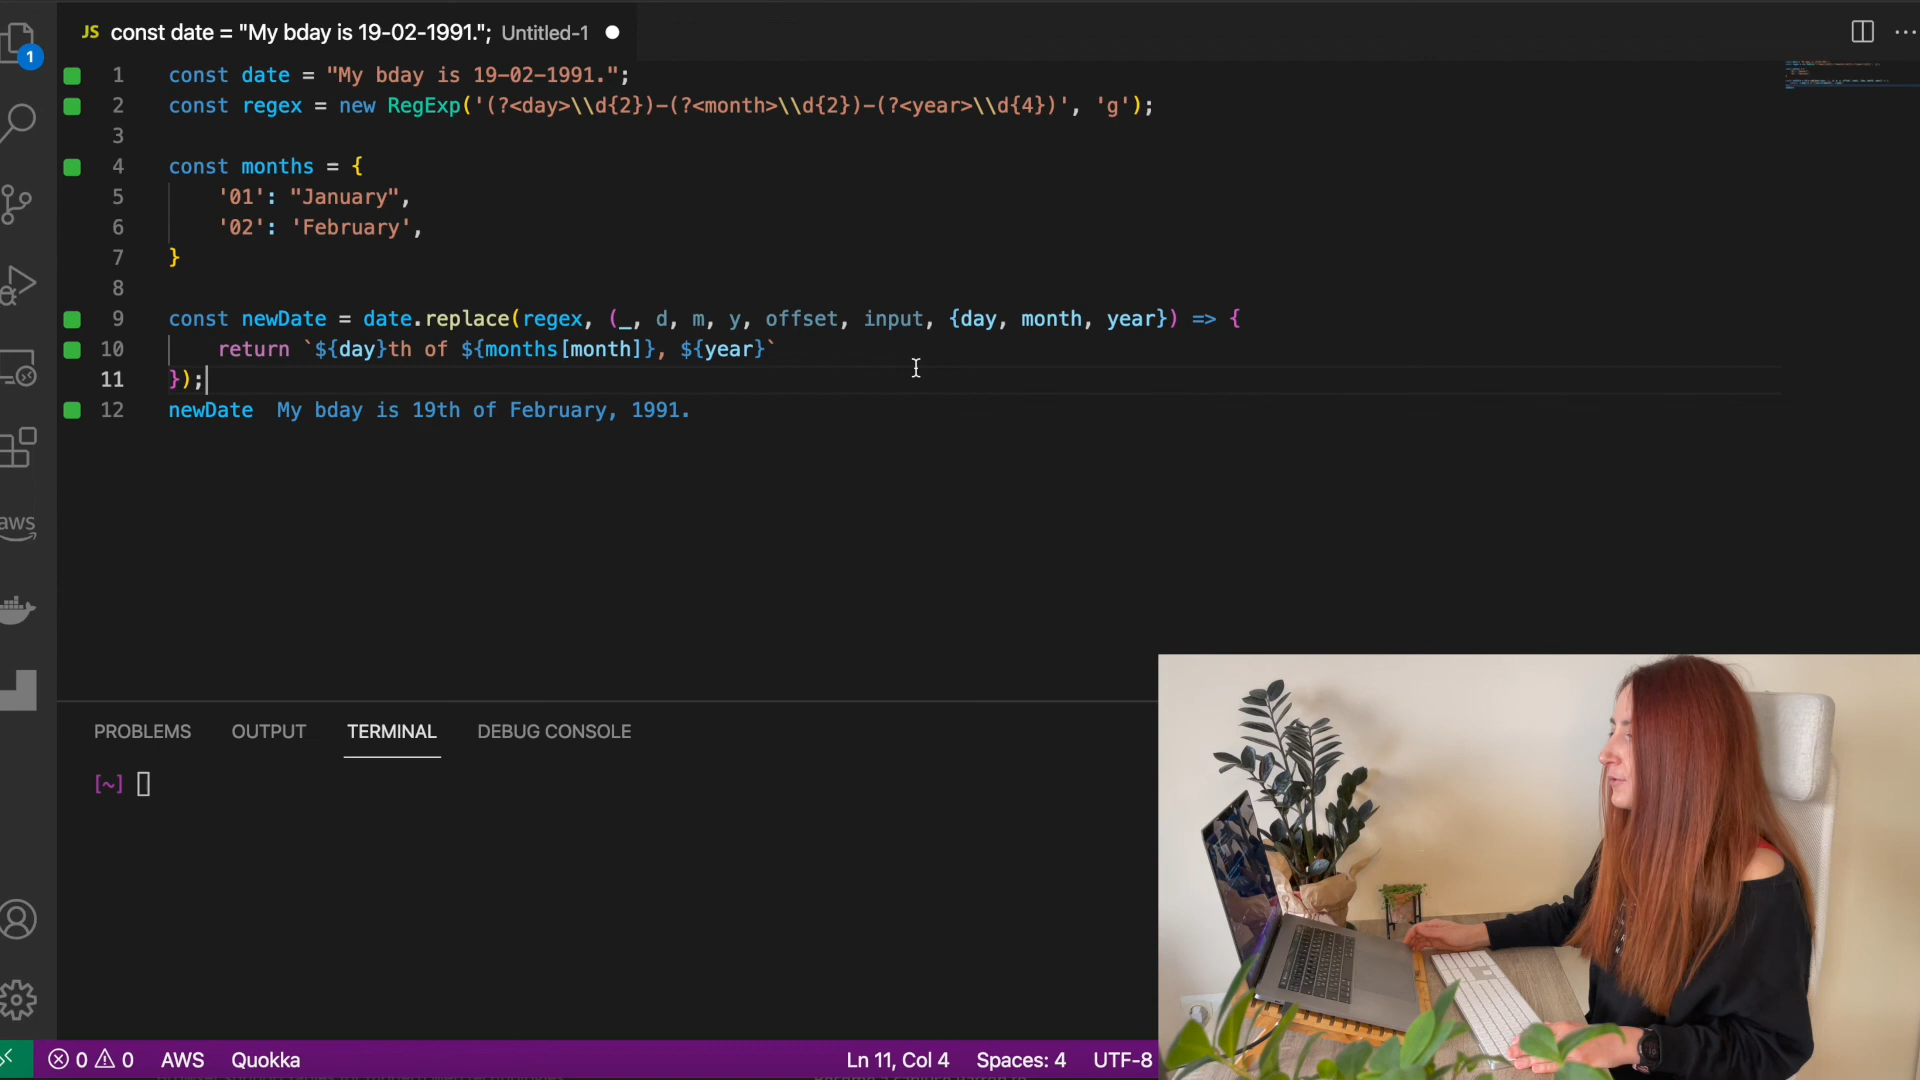 JS const date = "My bday is 19-02-1991."; Untitled-1
1
1 const date = "My bday is 19-02-1991.";
2 const regex = new RegExp('(?<day>\\d{2})-(?<month>\\d{2})-(?<year>\\d{4})', 'g');
3
4 const months = {
5 '01': "January",
6 '02': 'February',
7 }
8
9 const newDate = date.replace(regex, (_, d, m, y, offset, input, {day, month, year}) => {
10 return `${day}th of ${months[month]}, ${year}`
11 });
12 newDate My bday is 19th of February, 1991.
aws
PROBLEMS OUTPUT TERMINAL DEBUG CONSOLE
[~]
0 0 AWS Quokka Ln 11, Col 4 Spaces: 4 UTF-8